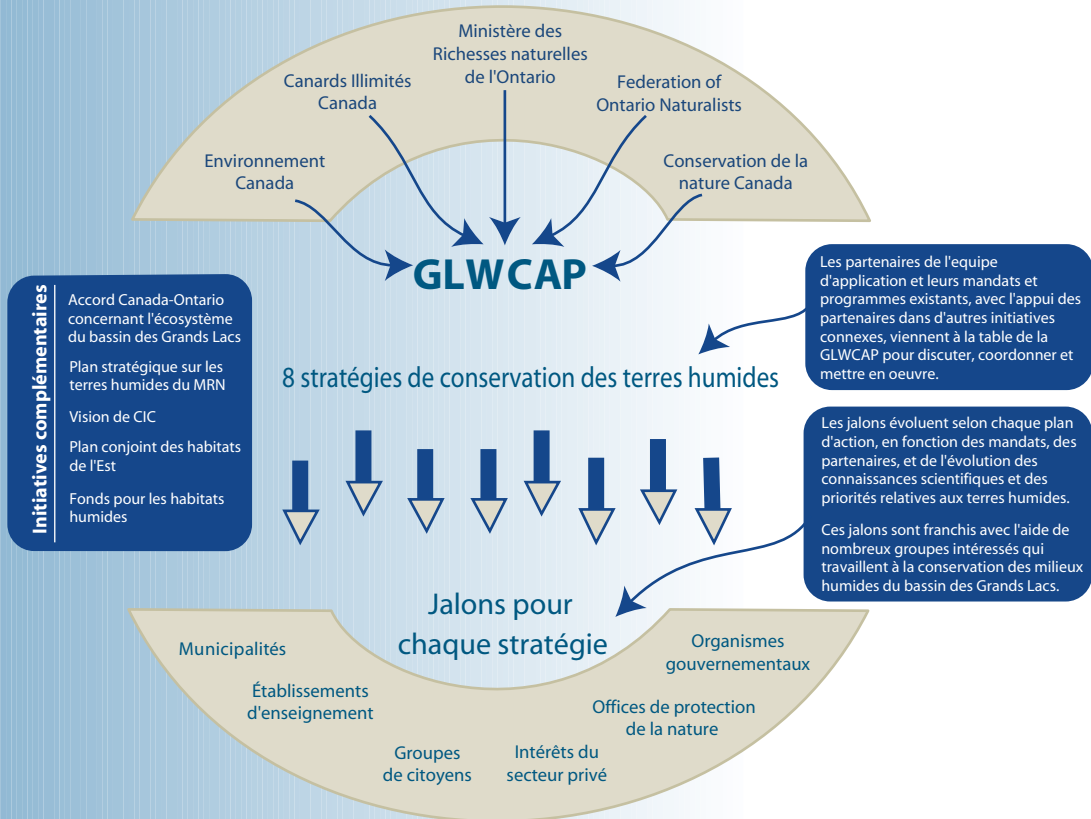 Ministère des
Richesses naturelles
de l'Ontario
Canards Illimités
Canada
Federation of
Ontario Naturalists
Environnement
Canada
Conservation de la
nature Canada
GLWCAP
Initiatives complémentaires
Accord Canada-Ontario
concernant l'écosystème
du bassin des Grands Lacs
Plan stratégique sur les
terres humides du MRN
Vision de CIC
Plan conjoint des habitats
de l'Est
Fonds pour les habitats
humides
Les partenaires de l'equipe
d'application et leurs mandats et
programmes existants, avec l'appui des
partenaires dans d'autres initiatives
connexes, viennent à la table de la
GLWCAP pour discuter, coordonner et
mettre en oeuvre.
8 stratégies de conservation des terres humides
Les jalons évoluent selon chaque plan
d'action, en fonction des mandats, des
partenaires, et de l'évolution des
connaissances scientifiques et des
priorités relatives aux terres humides.
Ces jalons sont franchis avec l'aide de
nombreux groupes intéressés qui
travaillent à la conservation des milieux
humides du bassin des Grands Lacs.
Jalons pour
chaque stratégie
Municipalités
Établissements
d'enseignement
Groupes
de citoyens
Intérêts du
secteur privé
Offices de protection
de la nature
Organismes
gouvernementaux